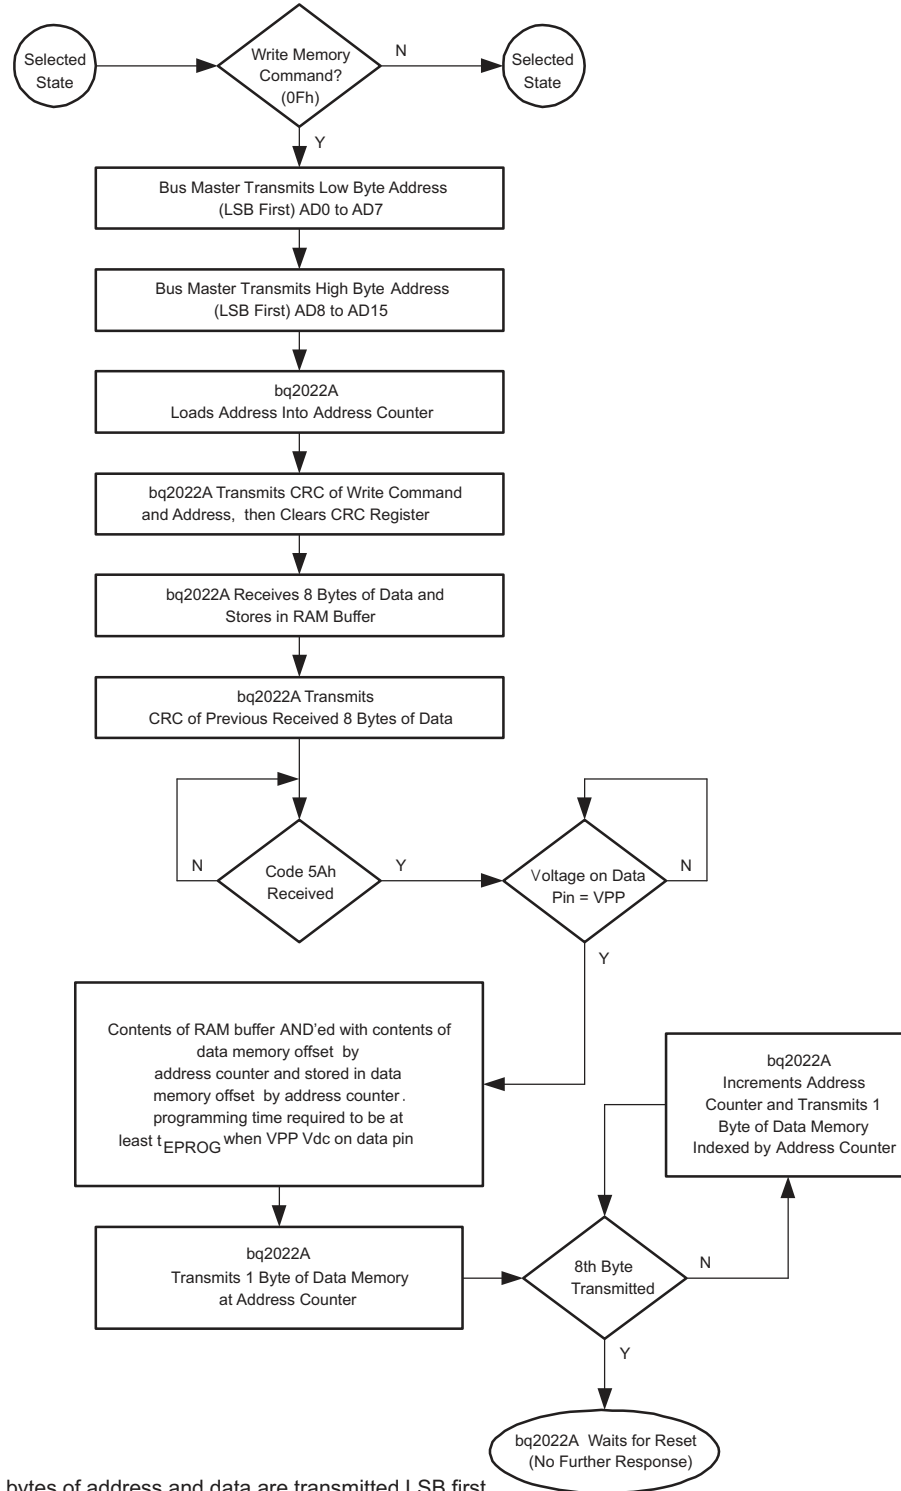 Selected
State
Write Memory
Command?
(0Fh)
N
Selected
State
Y
Bus Master Transmits Low Byte Address
(LSB First) AD0 to AD7
Bus Master Transmits High Byte Address
(LSB First) AD8 to AD15
bq2022A
Loads Address Into Address Counter
bq2022A Transmits CRC of Write Command
and Address, then Clears CRC Register
bq2022A Receives 8 Bytes of Data and
Stores in RAM Buffer
bq2022A Transmits
CRC of Previous Received 8 Bytes of Data
N
Code 5Ah
Received
Y
Voltage on Data
Pin = VPP
N
Y
Contents of RAM buffer AND'ed with contents of
data memory offset by
address counter and stored in data
memory offset by address counter.
programming time required to be at
least tEPROG when VPP Vdc on data pin
bq2022A
Increments Address
Counter and Transmits 1
Byte of Data Memory
Indexed by Address Counter
bq2022A
Transmits 1 Byte of Data Memory
at Address Counter
8th Byte
Transmitted
N
Y
bq2022A Waits for Reset
(No Further Response)
bytes of address and data are transmitted LSB first